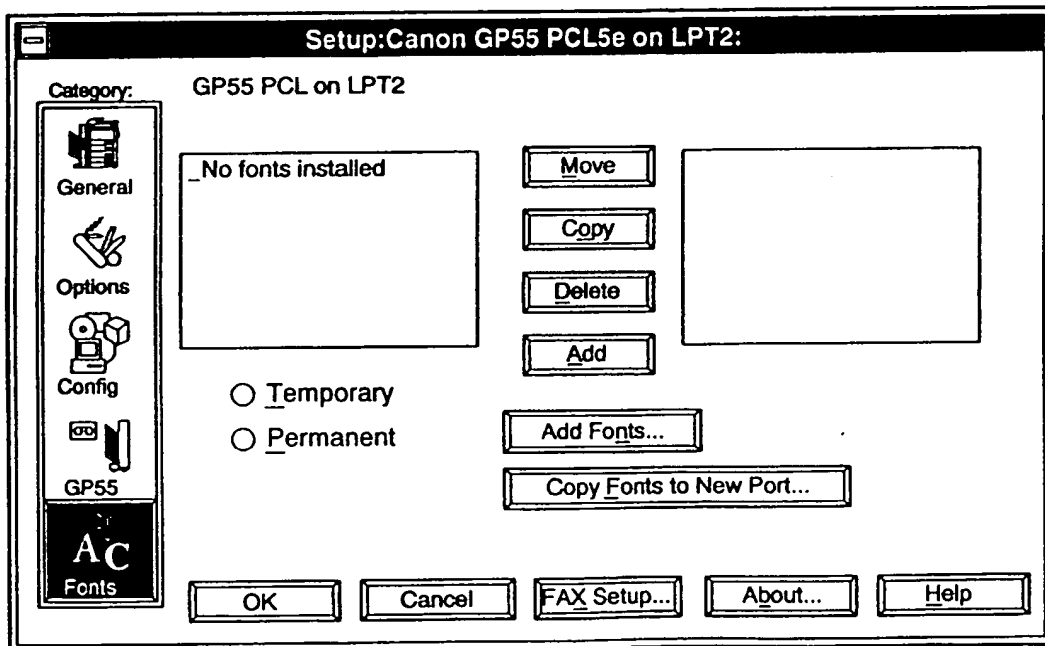 Setup:Canon GP55 PCL5e on LPT2:
Category:
GP55 PCL on LPT2
General
Options
Config
GP55
Fonts
_No fonts installed
Temporary
Permanent
Move
Copy
Delete
Add
Add Fonts...
Copy Fonts to New Port...
OK
Cancel
FAX Setup...
About...
Help